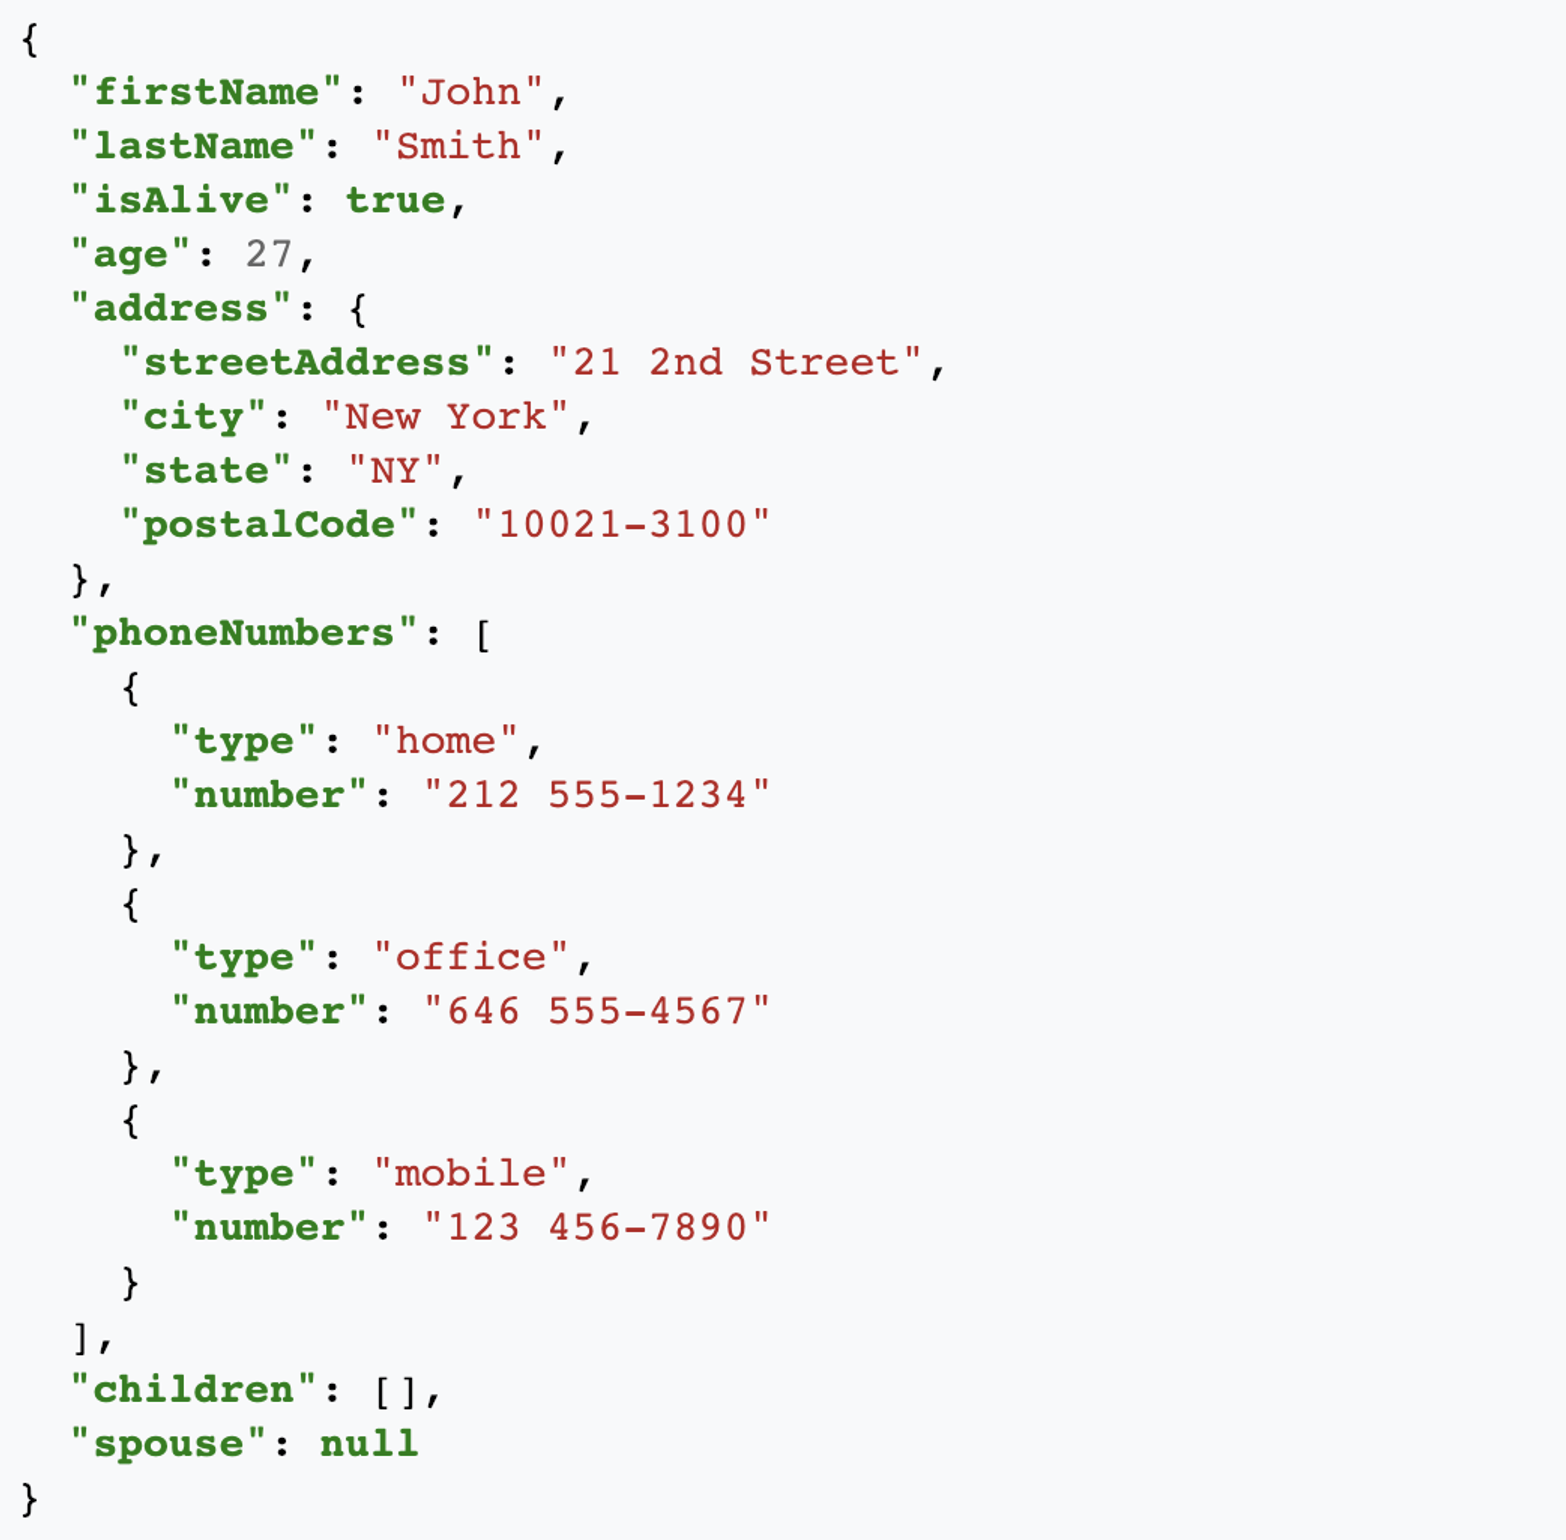 {
  "firstName": "John",
  "lastName": "Smith",
  "isAlive": true,
  "age": 27,
  "address": {
    "streetAddress": "21 2nd Street",
    "city": "New York",
    "state": "NY",
    "postalCode": "10021-3100"
  },
  "phoneNumbers": [
    {
      "type": "home",
      "number": "212 555-1234"
    },
    {
      "type": "office",
      "number": "646 555-4567"
    },
    {
      "type": "mobile",
      "number": "123 456-7890"
    }
  ],
  "children": [],
  "spouse": null
}